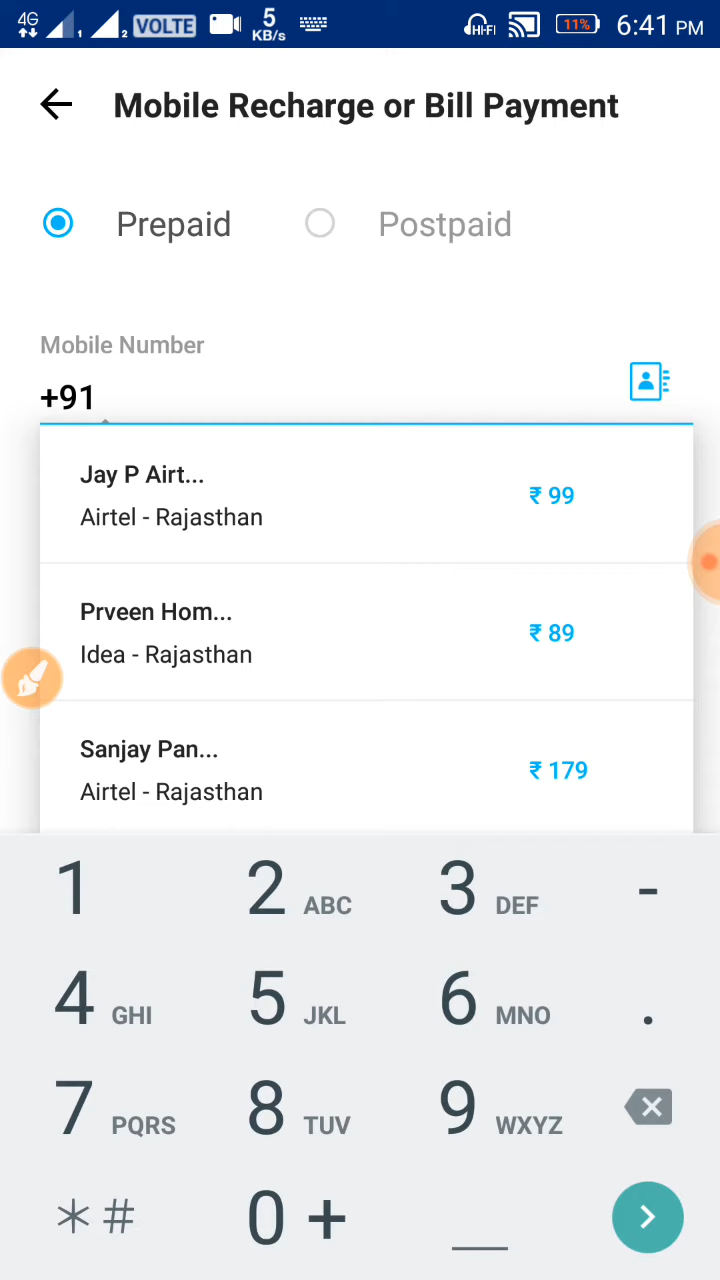 4G 1 2 VOLTE 5 KB/s HI-FI 11% 6:41 PM
Mobile Recharge or Bill Payment
Prepaid Postpaid
Mobile Number
+91
Jay P Airt...
₹ 99
Airtel - Rajasthan
Prveen Hom...
₹ 89
Idea - Rajasthan
Sanjay Pan...
₹ 179
Airtel - Rajasthan
1 2 ABC 3 DEF -
4 GHI 5 JKL 6 MNO .
7 PQRS 8 TUV 9 WXYZ
*# 0 + _